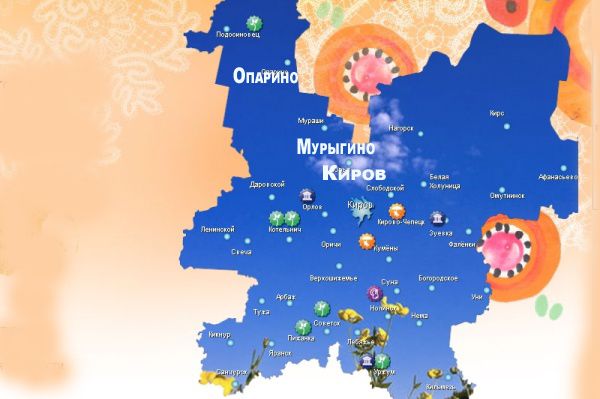 Подосиновец
Опарино
Мураши
Нагорск
Кирс
Мурыгино
Киров
Афанасьево
Даровской
Слободской
Белая
Холуница
Омутнинск
Орлов
Киров
Кирово-Чепецк
Зуевка
Ленинской
Котельнич
Свеча
Оричи
Кумёны
Фаленки
Верхошижемье
Суна
Богородское
Уни
Арбаж
Тужа
Нолинск
Нема
Советск
Кикнур
Пижанка
Лебяжье
Яранск
Санчурск
Уржум
Кильмезь